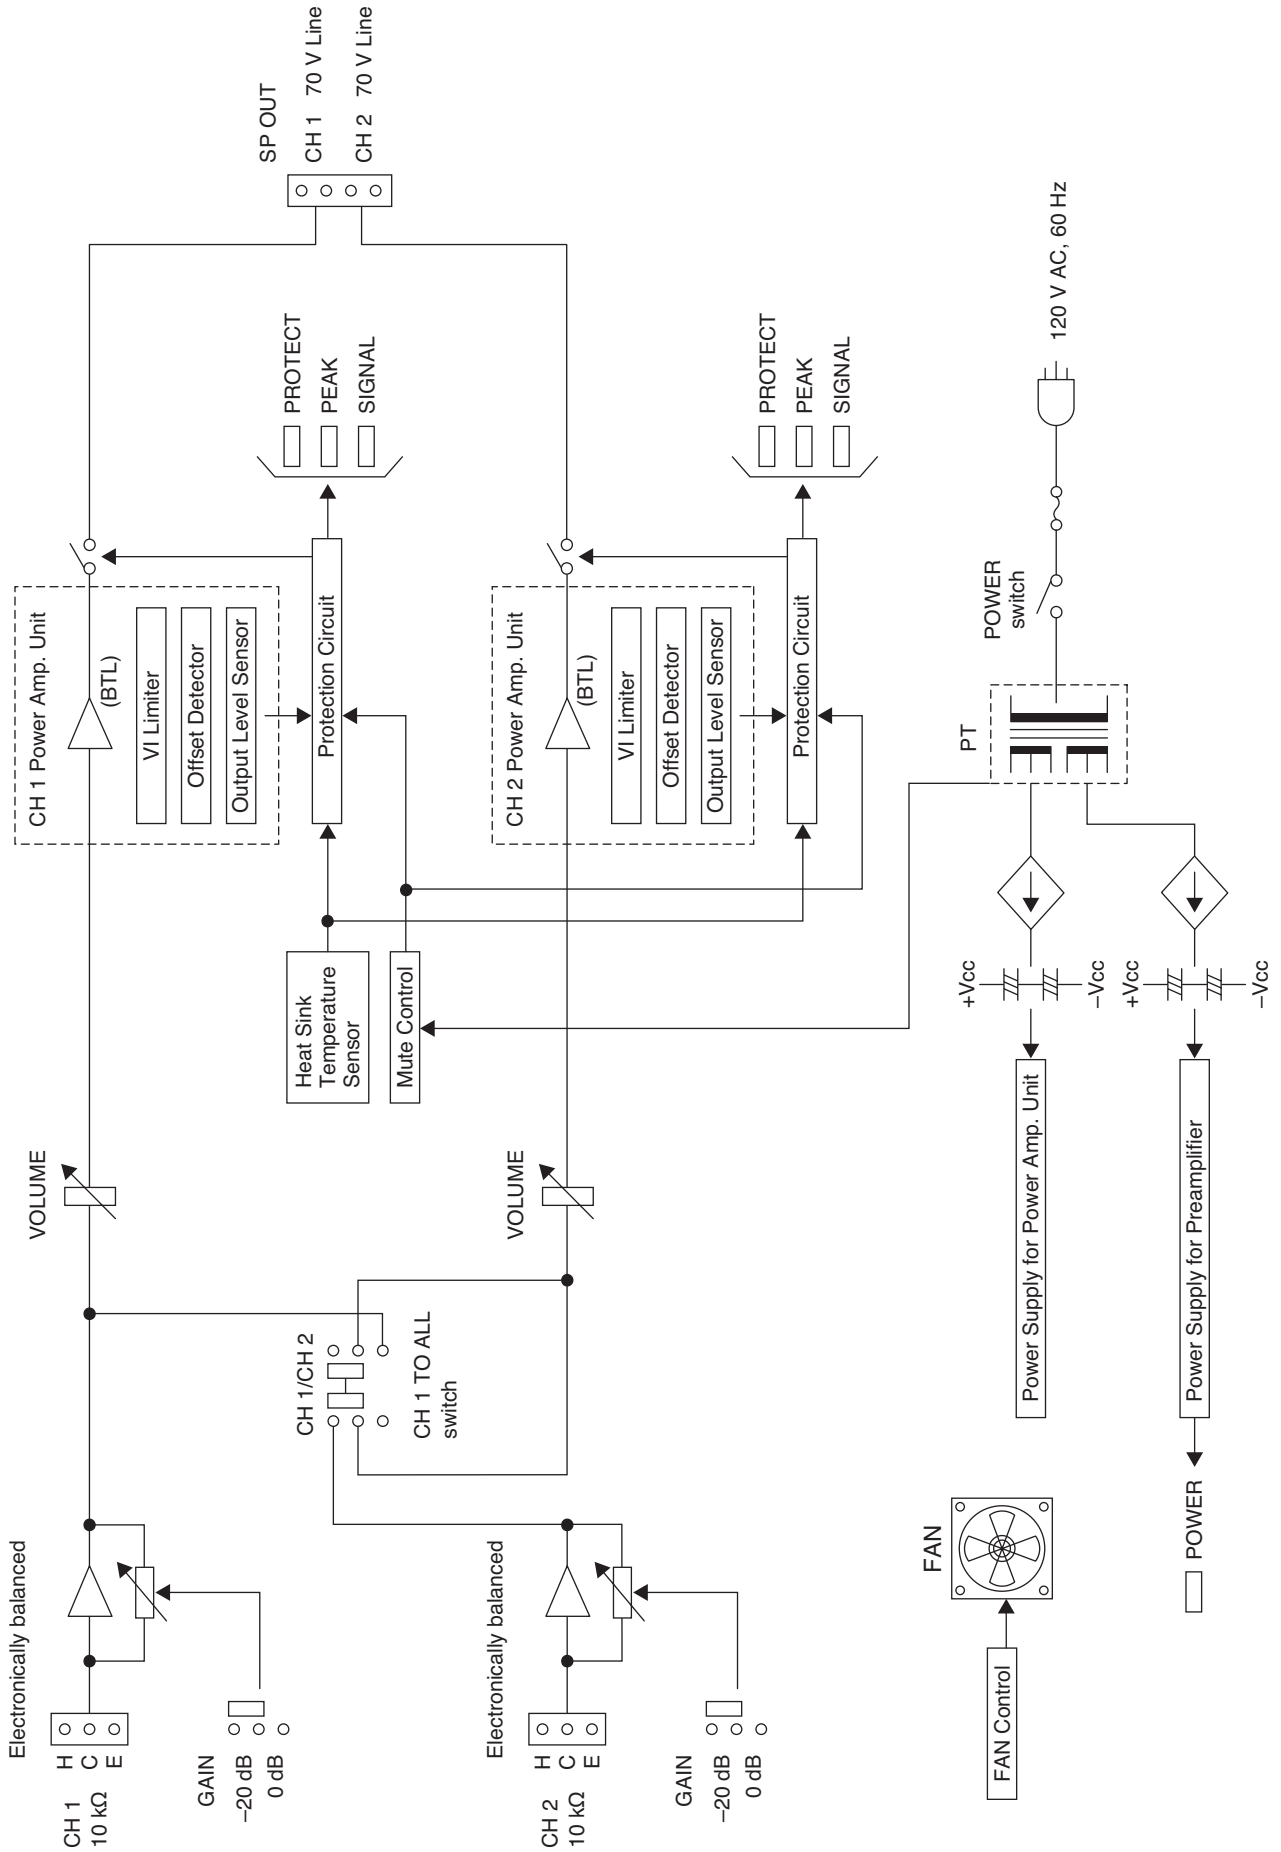 Electronically balanced
H
C
E
CH 1
10 kΩ
GAIN
–20 dB
0 dB
VOLUME
CH 1 Power Amp. Unit
(BTL)
VI Limiter
Offset Detector
Output Level Sensor
Protection Circuit
PROTECT
PEAK
SIGNAL
SP OUT
CH 1 70 V Line
CH 2 70 V Line
CH 1/CH 2
CH 1 TO ALL
switch
Heat Sink
Temperature
Sensor
Mute Control
Electronically balanced
H
C
E
CH 2
10 kΩ
GAIN
–20 dB
0 dB
VOLUME
CH 2 Power Amp. Unit
(BTL)
VI Limiter
Offset Detector
Output Level Sensor
Protection Circuit
PROTECT
PEAK
SIGNAL
FAN
FAN Control
POWER
Power Supply for Power Amp. Unit
Power Supply for Preamplifier
+Vcc
–Vcc
+Vcc
–Vcc
PT
POWER
switch
120 V AC, 60 Hz